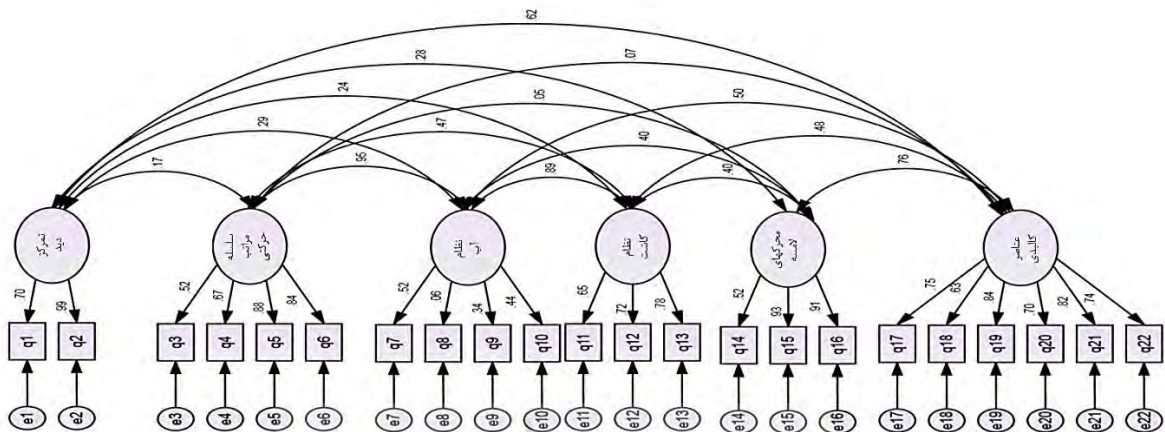 .62
.28
.07
.24
.05
.50
.29
.47
.40
.48
.17
.95
.89
.40
.76
تمرکز
دید
سلسله
مراتب
حرکتی
نظام
آب
نظام
کاشت
محرکهای
لامسه
عناصر
کالبدی
.70
.99
.52
.67
.88
.84
.52
.06
.34
.44
.65
.72
.78
.52
.93
.91
.75
.63
.84
.70
.82
.74
q1
q2
q3
q4
q5
q6
q7
q8
q9
q10
q11
q12
q13
q14
q15
q16
q17
q18
q19
q20
q21
q22
e1
e2
e3
e4
e5
e6
e7
e8
e9
e10
e11
e12
e13
e14
e15
e16
e17
e18
e19
e20
e21
e22